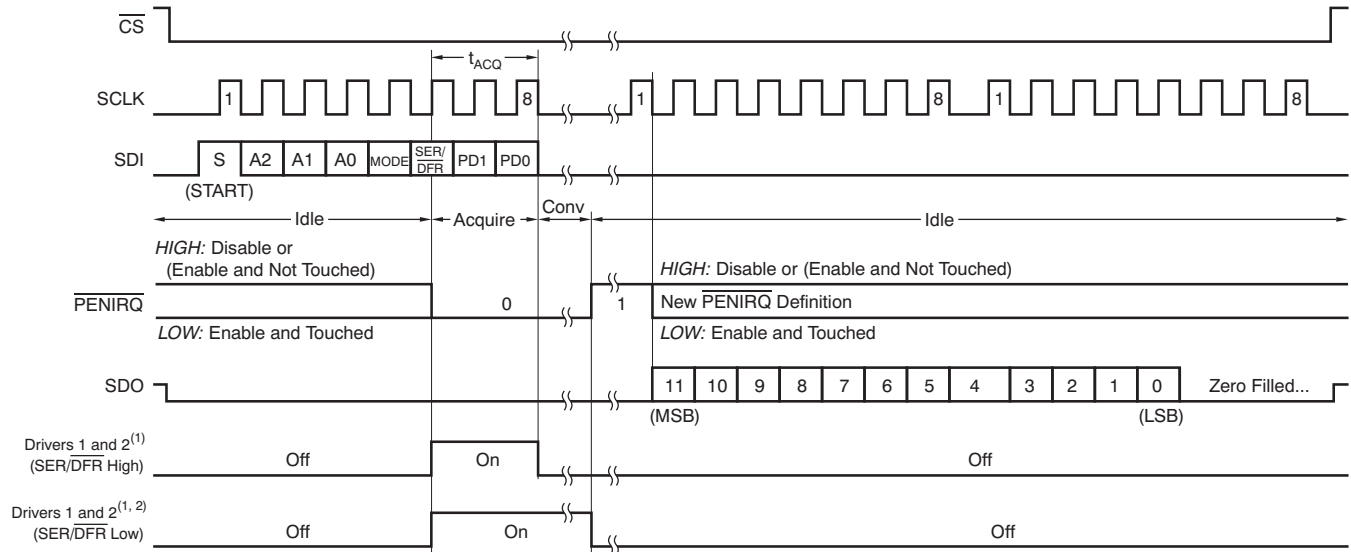 CS
tACQ
SCLK 1 8 1 8 1 8
SDI S A2 A1 A0 MODE SER/DFR PD1 PD0
(START)
Idle Acquire Conv Idle
HIGH: Disable or
(Enable and Not Touched)
HIGH: Disable or (Enable and Not Touched)
PENIRQ 0 1 New PENIRQ Definition
LOW: Enable and Touched
LOW: Enable and Touched
SDO 11 10 9 8 7 6 5 4 3 2 1 0 Zero Filled...
(MSB) (LSB)
Drivers 1 and 2(1)
(SER/DFR High) Off On Off
Drivers 1 and 2(1, 2)
(SER/DFR Low) Off On Off